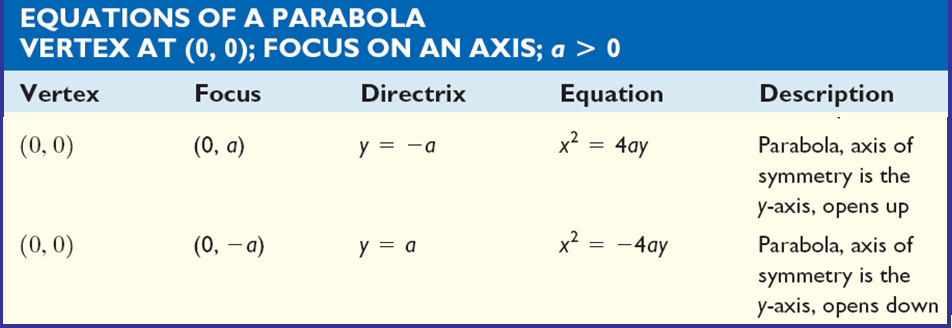 EQUATIONS OF A PARABOLA
VERTEX AT (0, 0); FOCUS ON AN AXIS; a > 0
Vertex Focus Directrix Equation Description
(0, 0) (0, a) y = −a x² = 4ay Parabola, axis of
symmetry is the
y-axis, opens up
(0, 0) (0, −a) y = a x² = −4ay Parabola, axis of
symmetry is the
y-axis, opens down